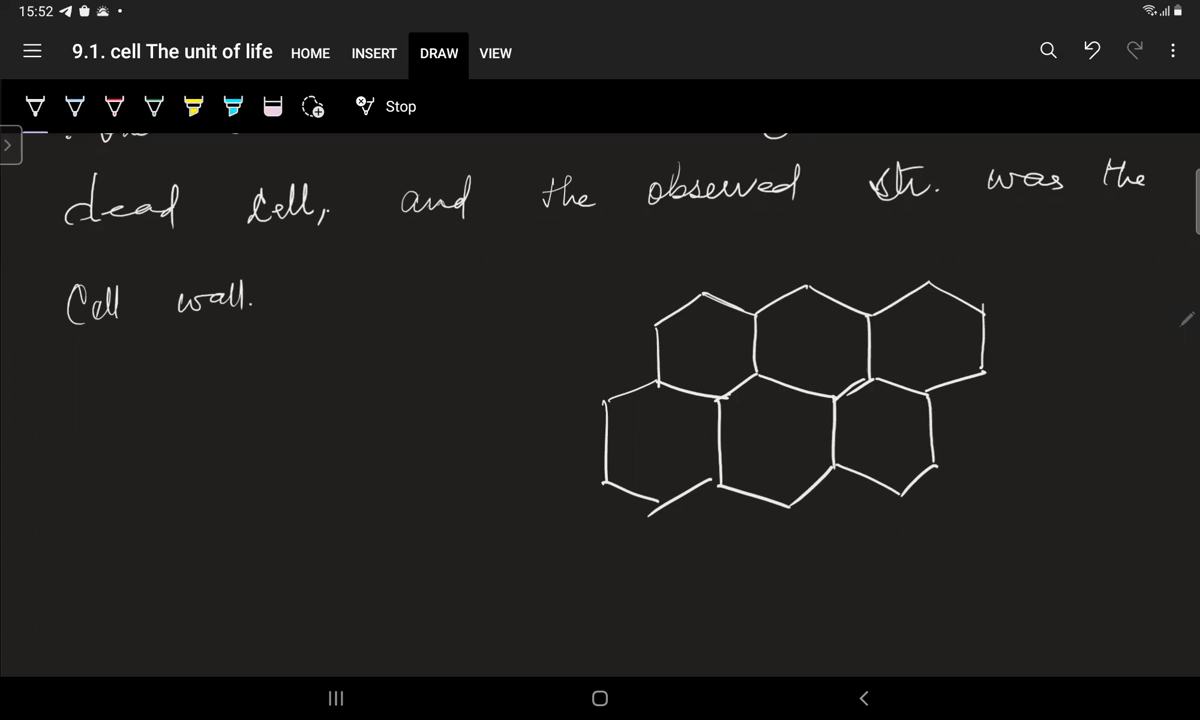 15:52
9.1. cell The unit of life HOME INSERT DRAW VIEW
Stop
dead cell, and the observed str. was the
Cell wall.